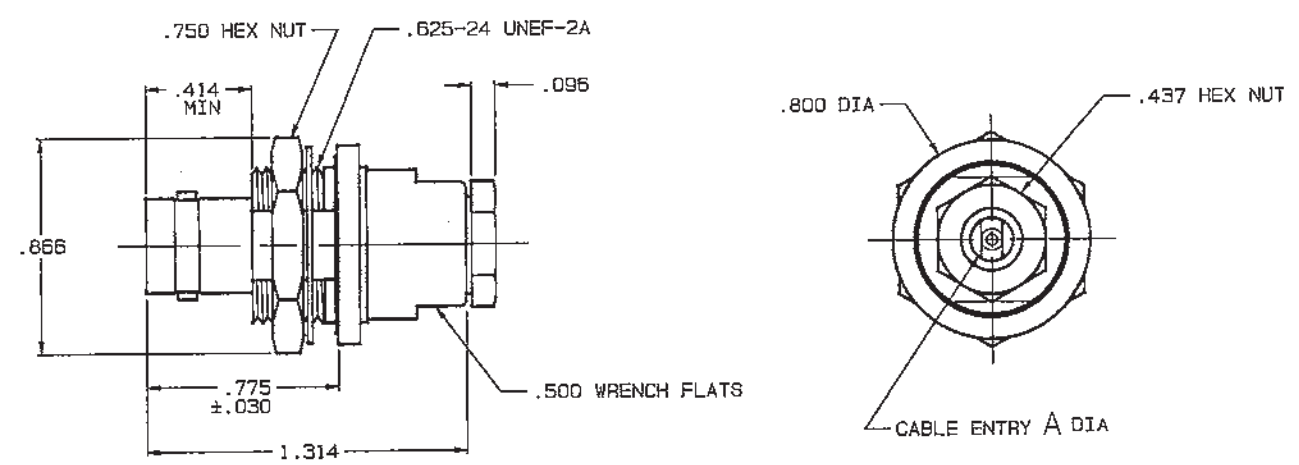 .750 HEX NUT
.625-24 UNEF-2A
.414
MIN
.096
.866
.775
±.030
1.314
.500 WRENCH FLATS
.800 DIA
.437 HEX NUT
CABLE ENTRY A DIA